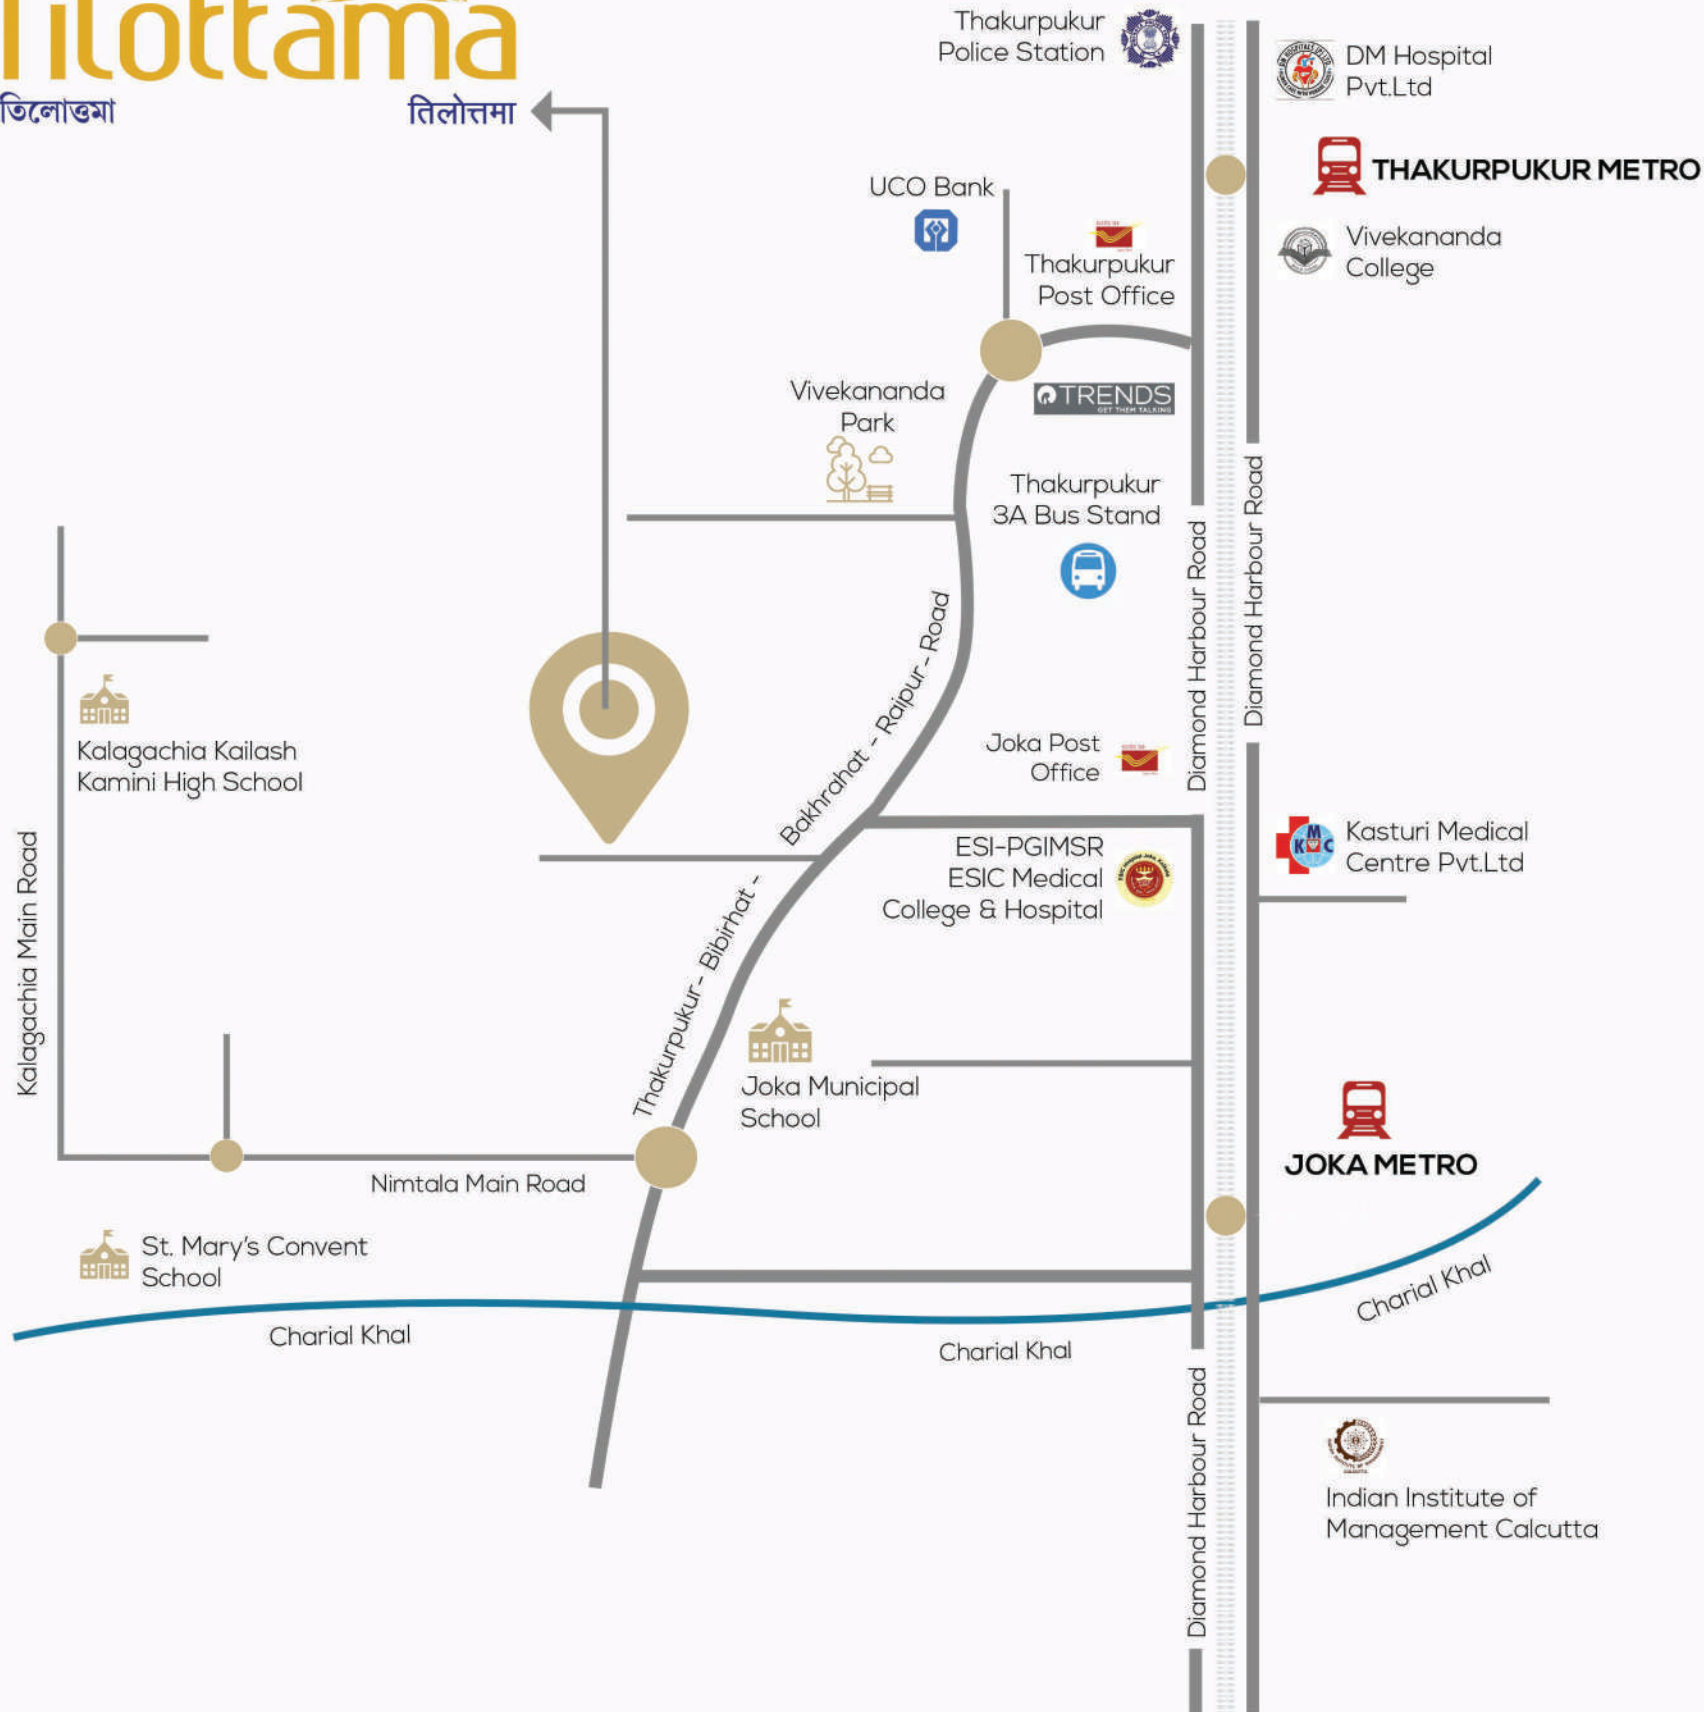 Tilottama
তিলোত্তমা
तिलोत्तमा
Thakurpukur
Police Station
DM Hospital
Pvt.Ltd
THAKURPUKUR METRO
UCO Bank
Vivekananda
College
Thakurpukur
Post Office
Vivekananda
Park
TRENDS
GET THEM TALKING
Thakurpukur
3A Bus Stand
Diamond Harbour Road
Diamond Harbour Road
Kalagachia Kailash
Kamini High School
Joka Post
Office
Thakurpukur - Bibirhat - Bakhrahat - Raipur - Road
ESI-PGIMSR
ESIC Medical
College & Hospital
KMC
Kasturi Medical
Centre Pvt.Ltd
Kalagachia Main Road
Joka Municipal
School
JOKA METRO
Nimtala Main Road
St. Mary's Convent
School
Charial Khal
Charial Khal
Charial Khal
Diamond Harbour Road
Indian Institute of
Management Calcutta